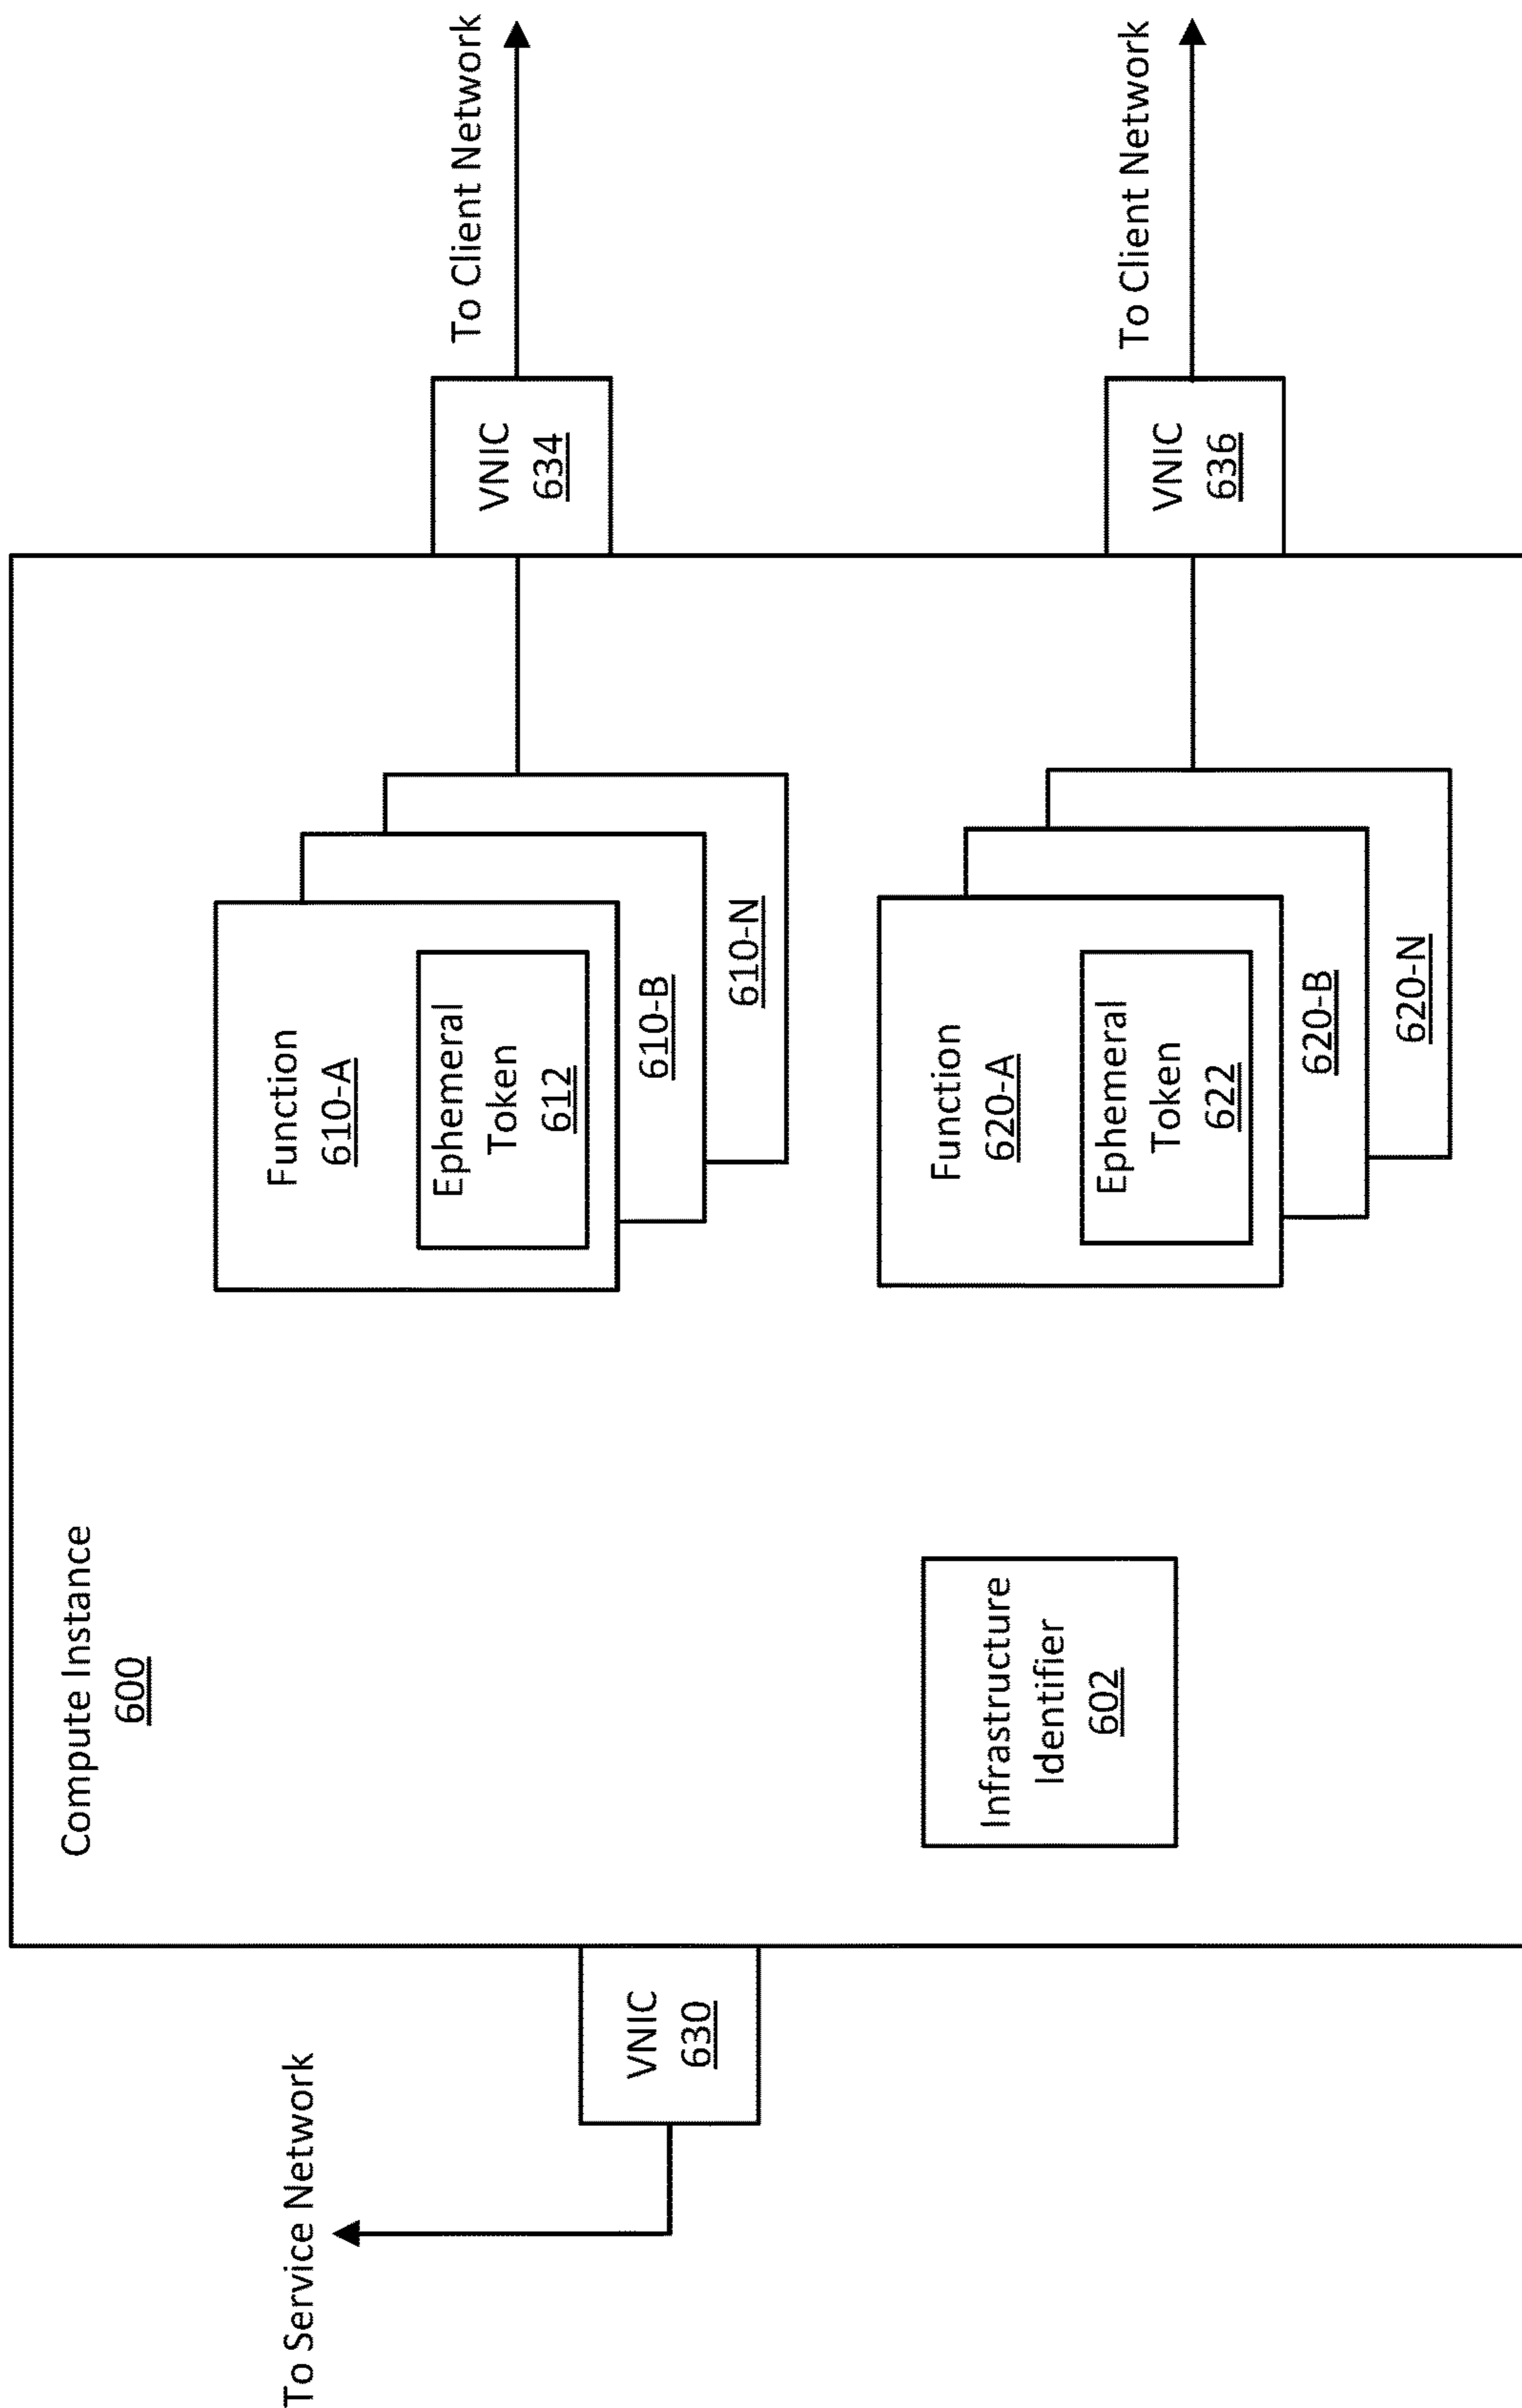 To Service Network
VNIC
630
Compute Instance
600
Infrastructure
Identifier
602
Function
610-A
Ephemeral
Token
612
610-B
610-N
Function
620-A
Ephemeral
Token
622
620-B
620-N
VNIC
634
To Client Network
VNIC
636
To Client Network